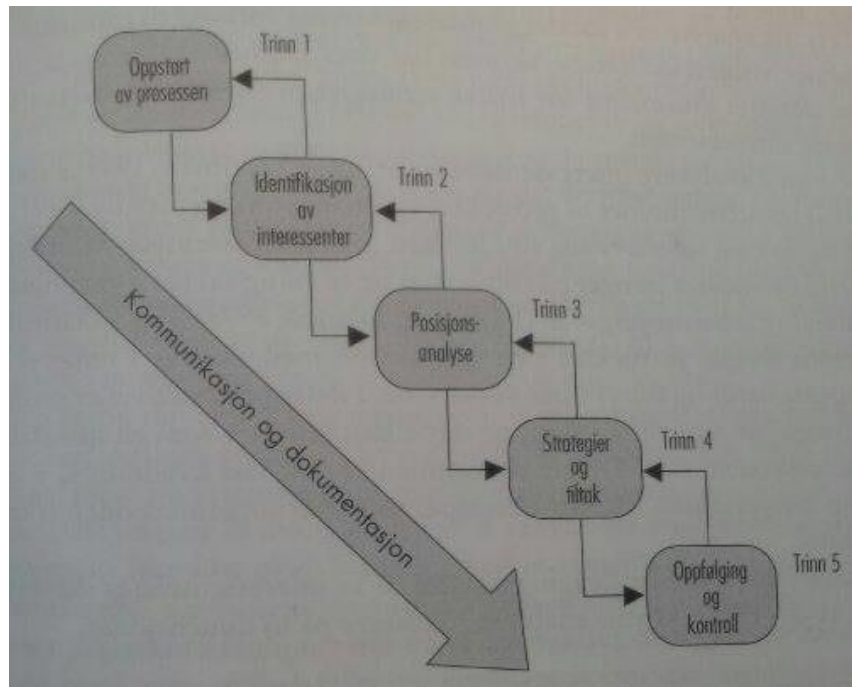 Oppstart
av prosessen
Trinn 1
Identifikasjon
av
interessenter
Trinn 2
Posisjons-
analyse
Trinn 3
Strategier
og
tiltak
Trinn 4
Oppfølging
og
kontroll
Trinn 5
Kommunikasjon og dokumentasjon